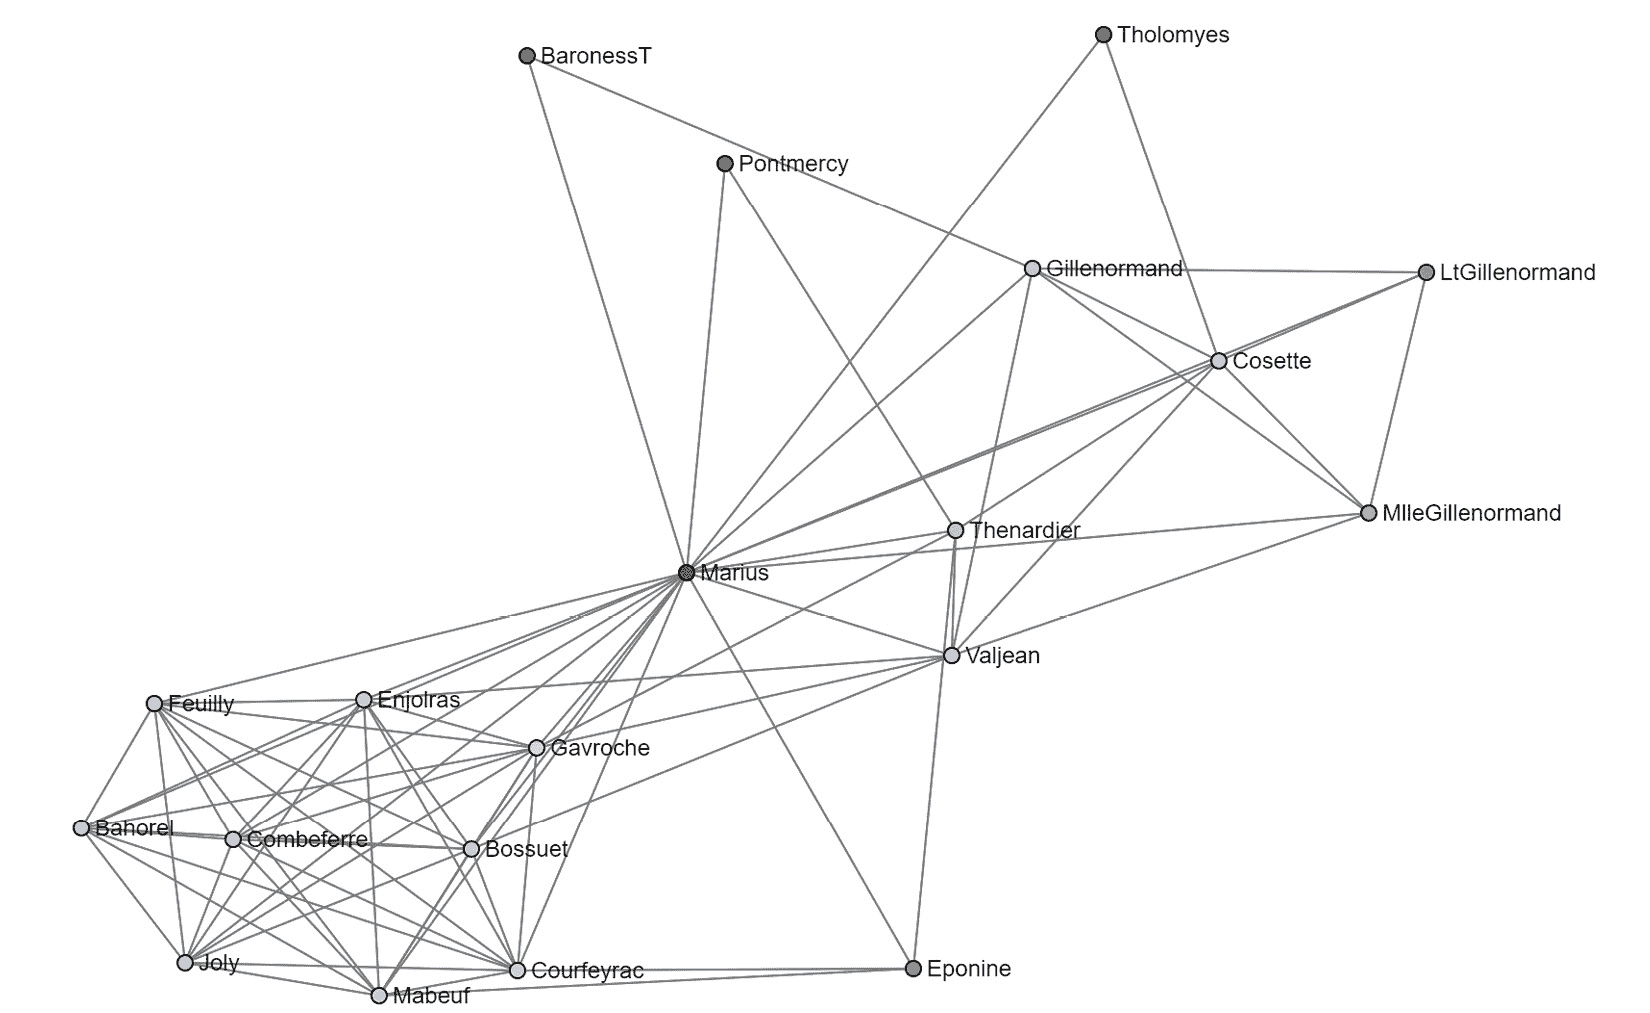 Tholomyes
BaronessT
Pontmercy
Gillenormand
LtGillenormand
Cosette
MlleGillenormand
Thenardier
Marius
Valjean
Feuilly
Enjolras
Gavroche
Bahorel
Combeferre
Bossuet
Joly
Courfeyrac
Eponine
Mabeuf